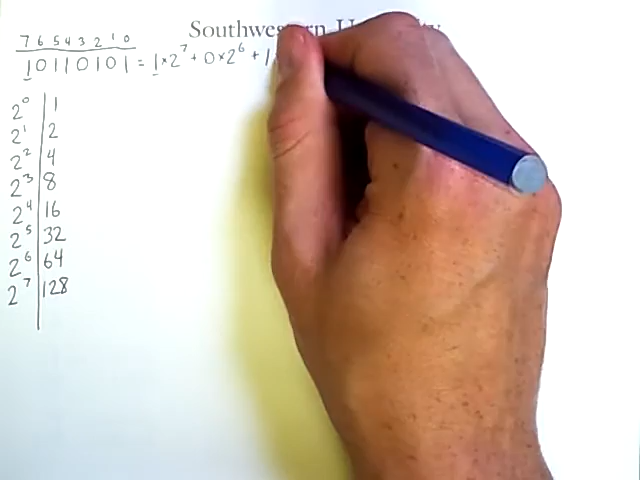 Southwestern University
7 6 5 4 3 2 1 0
10110101 = 1×2⁷ + 0×2⁶ + 1
2⁰ 1
2¹ 2
2² 4
2³ 8
2⁴ 16
2⁵ 32
2⁶ 64
2⁷ 128